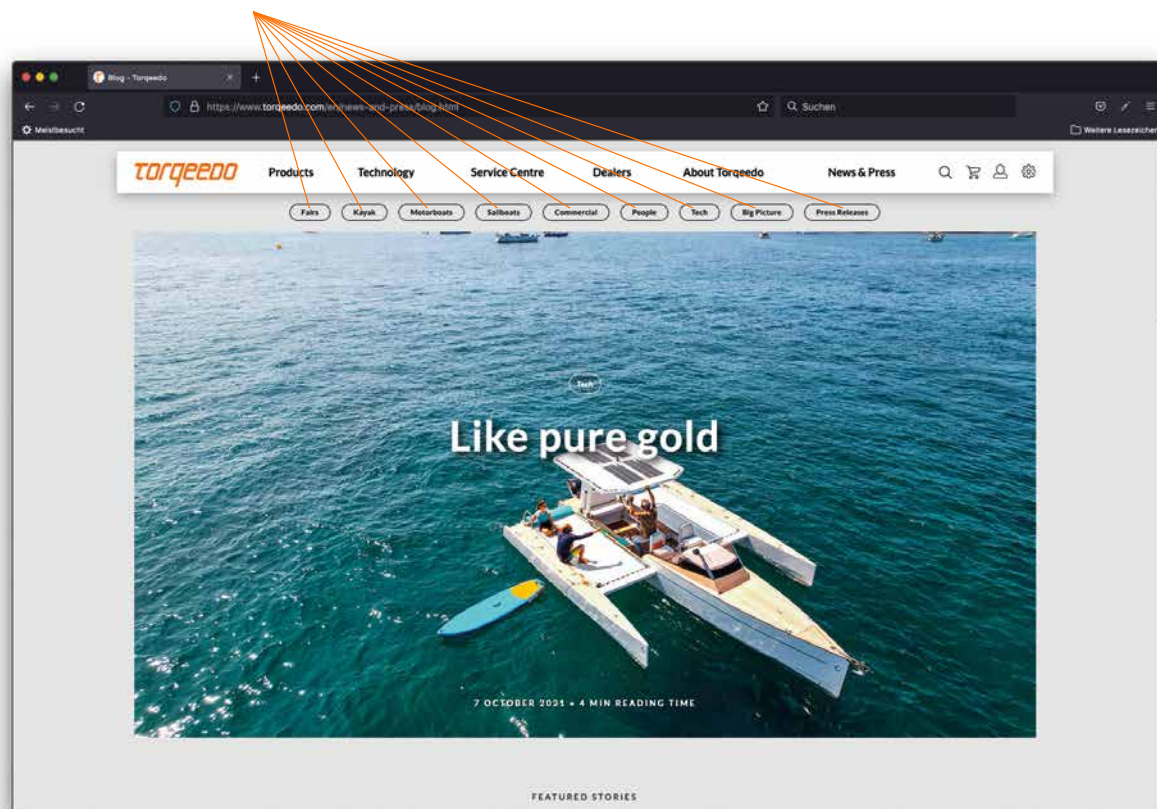 Blog - Torqeedo
https://www.torqeedo.com/en/news-and-press/blog.html
Suchen
Meistbesucht
Weitere Lesezeichen
TORQEEDO Products Technology Service Centre Dealers About Torqeedo News & Press
Fairs Kayak Motorboats Sailboats Commercial People Tech Big Picture Press Releases
Tech
Like pure gold
7 OCTOBER 2021 • 4 MIN READING TIME
FEATURED STORIES